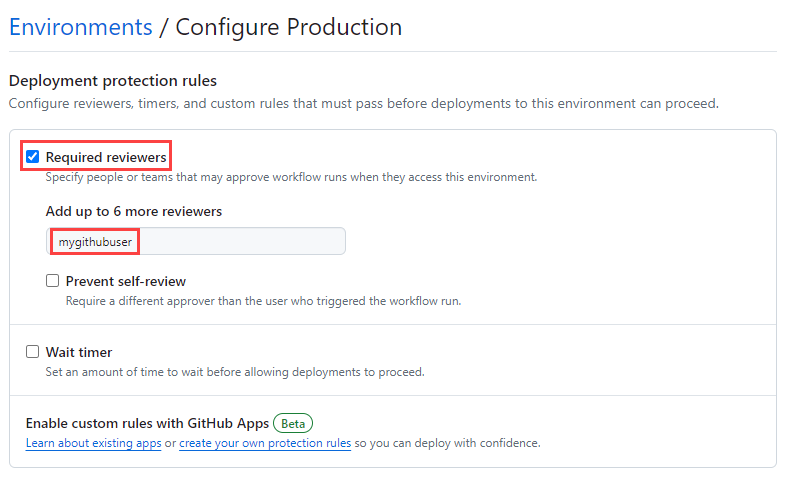 Environments / Configure Production
Deployment protection rules
Configure reviewers, timers, and custom rules that must pass before deployments to this environment can proceed.
Required reviewers
Specify people or teams that may approve workflow runs when they access this environment.
Add up to 6 more reviewers
mygithubuser
Prevent self-review
Require a different approver than the user who triggered the workflow run.
Wait timer
Set an amount of time to wait before allowing deployments to proceed.
Enable custom rules with GitHub Apps Beta
Learn about existing apps or create your own protection rules so you can deploy with confidence.